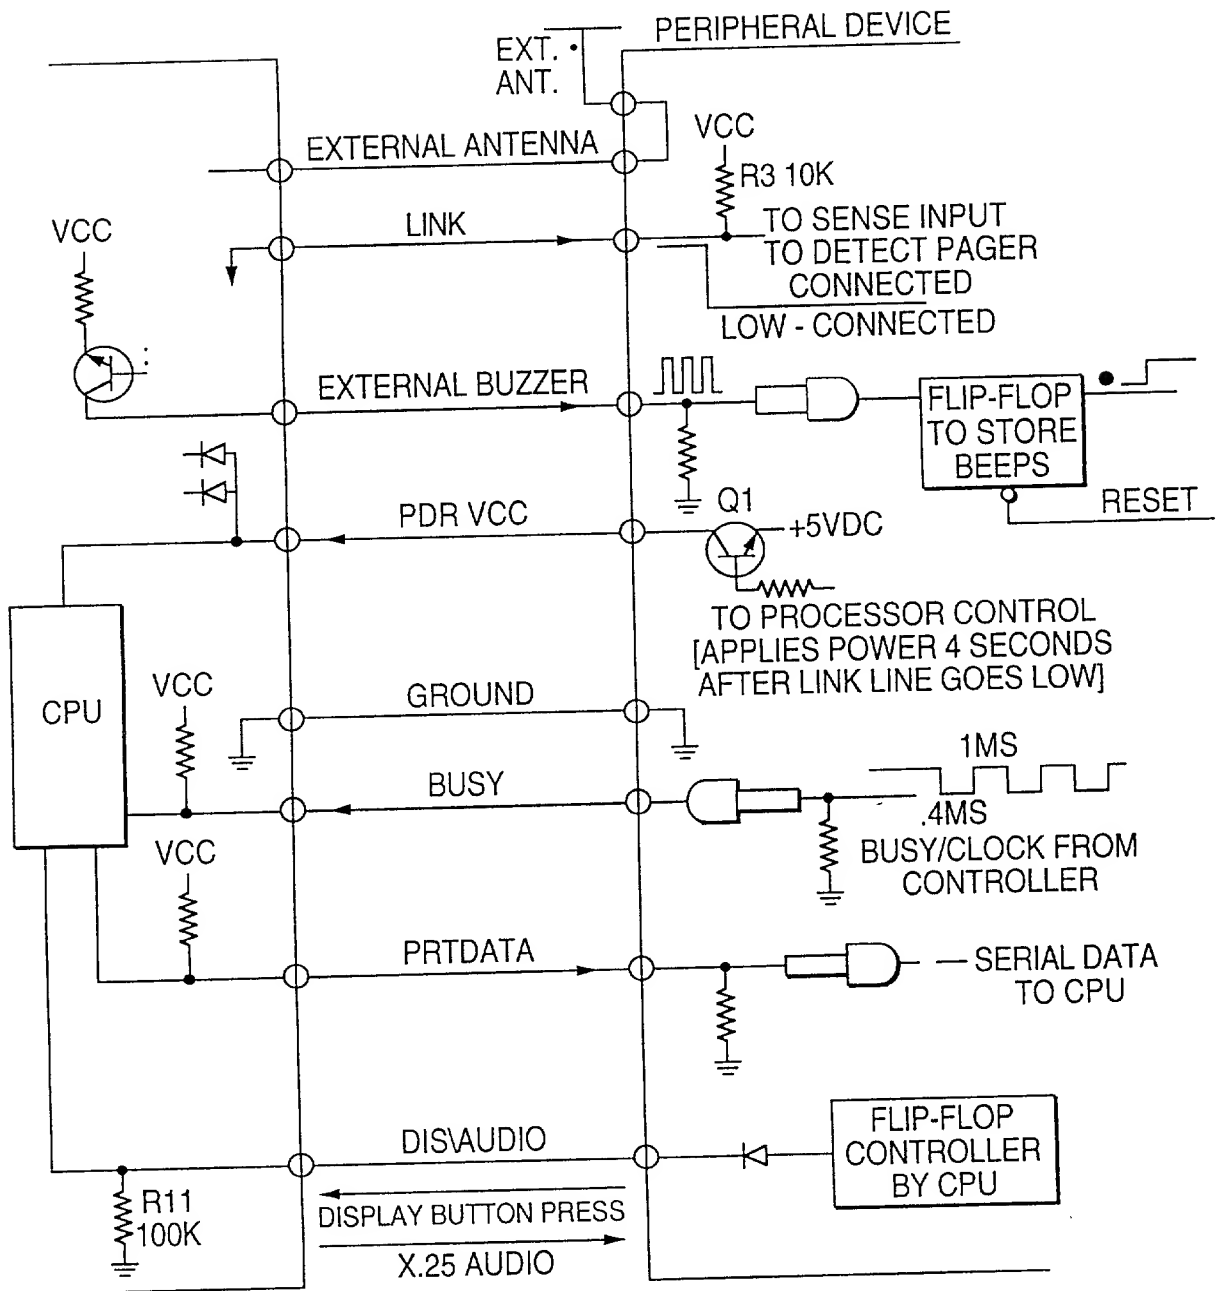 PERIPHERAL DEVICE
EXT.
ANT.
EXTERNAL ANTENNA
VCC
R3 10K
VCC
LINK
TO SENSE INPUT
TO DETECT PAGER
CONNECTED
LOW - CONNECTED
EXTERNAL BUZZER
FLIP-FLOP
TO STORE
BEEPS
RESET
PDR VCC
Q1
+5VDC
TO PROCESSOR CONTROL
[APPLIES POWER 4 SECONDS
AFTER LINK LINE GOES LOW]
CPU
VCC
GROUND
1MS
BUSY
.4MS
BUSY/CLOCK FROM
CONTROLLER
VCC
PRTDATA
SERIAL DATA
TO CPU
DIS\AUDIO
FLIP-FLOP
CONTROLLER
BY CPU
R11
100K
DISPLAY BUTTON PRESS
X.25 AUDIO